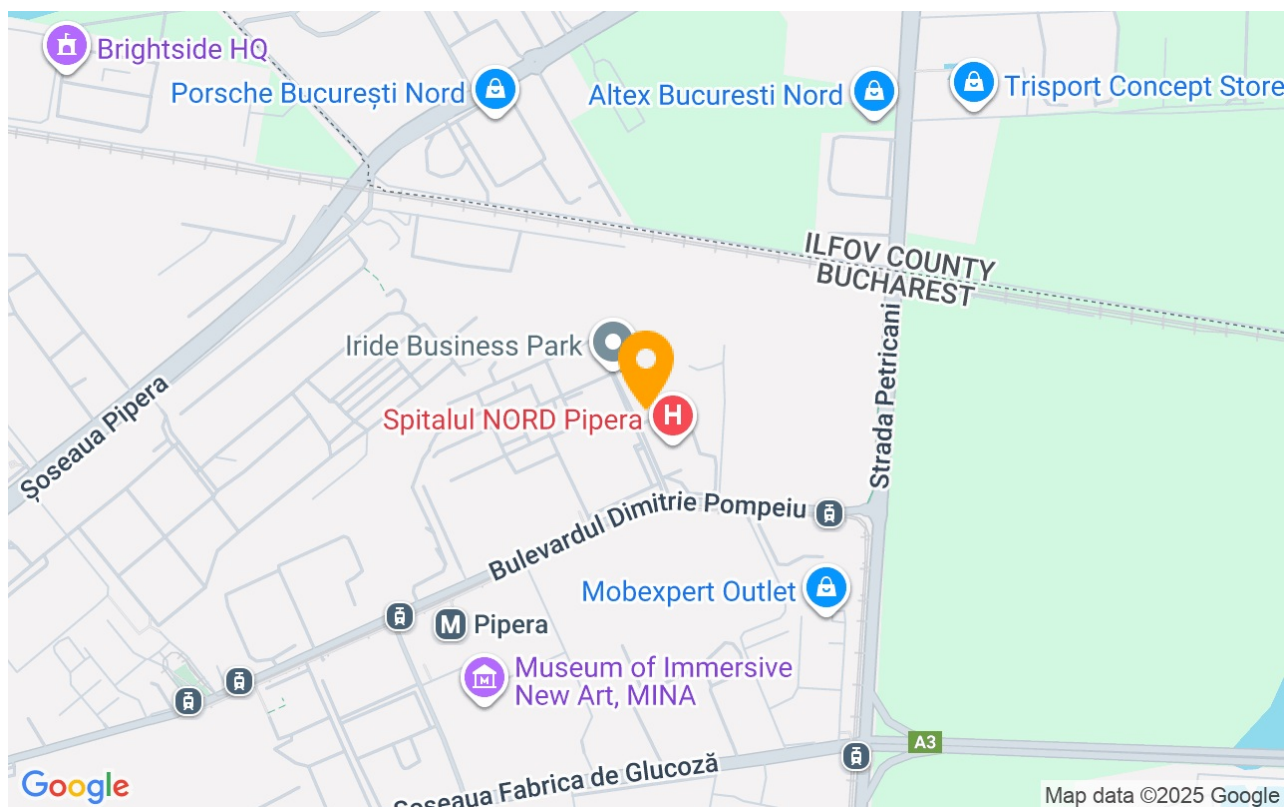 Brightside HQ
Porsche București Nord
Altex Bucuresti Nord
Trisport Concept Store
ILFOV COUNTY
BUCHAREST
Iride Business Park
Șoseaua Pipera
Spitalul NORD Pipera
H
Strada Petricani
Bulevardul Dimitrie Pompeiu
Mobexpert Outlet
M Pipera
Museum of Immersive
New Art, MINA
A3
Șoseaua Fabrica de Glucoză
Google
Map data ©2025 Google